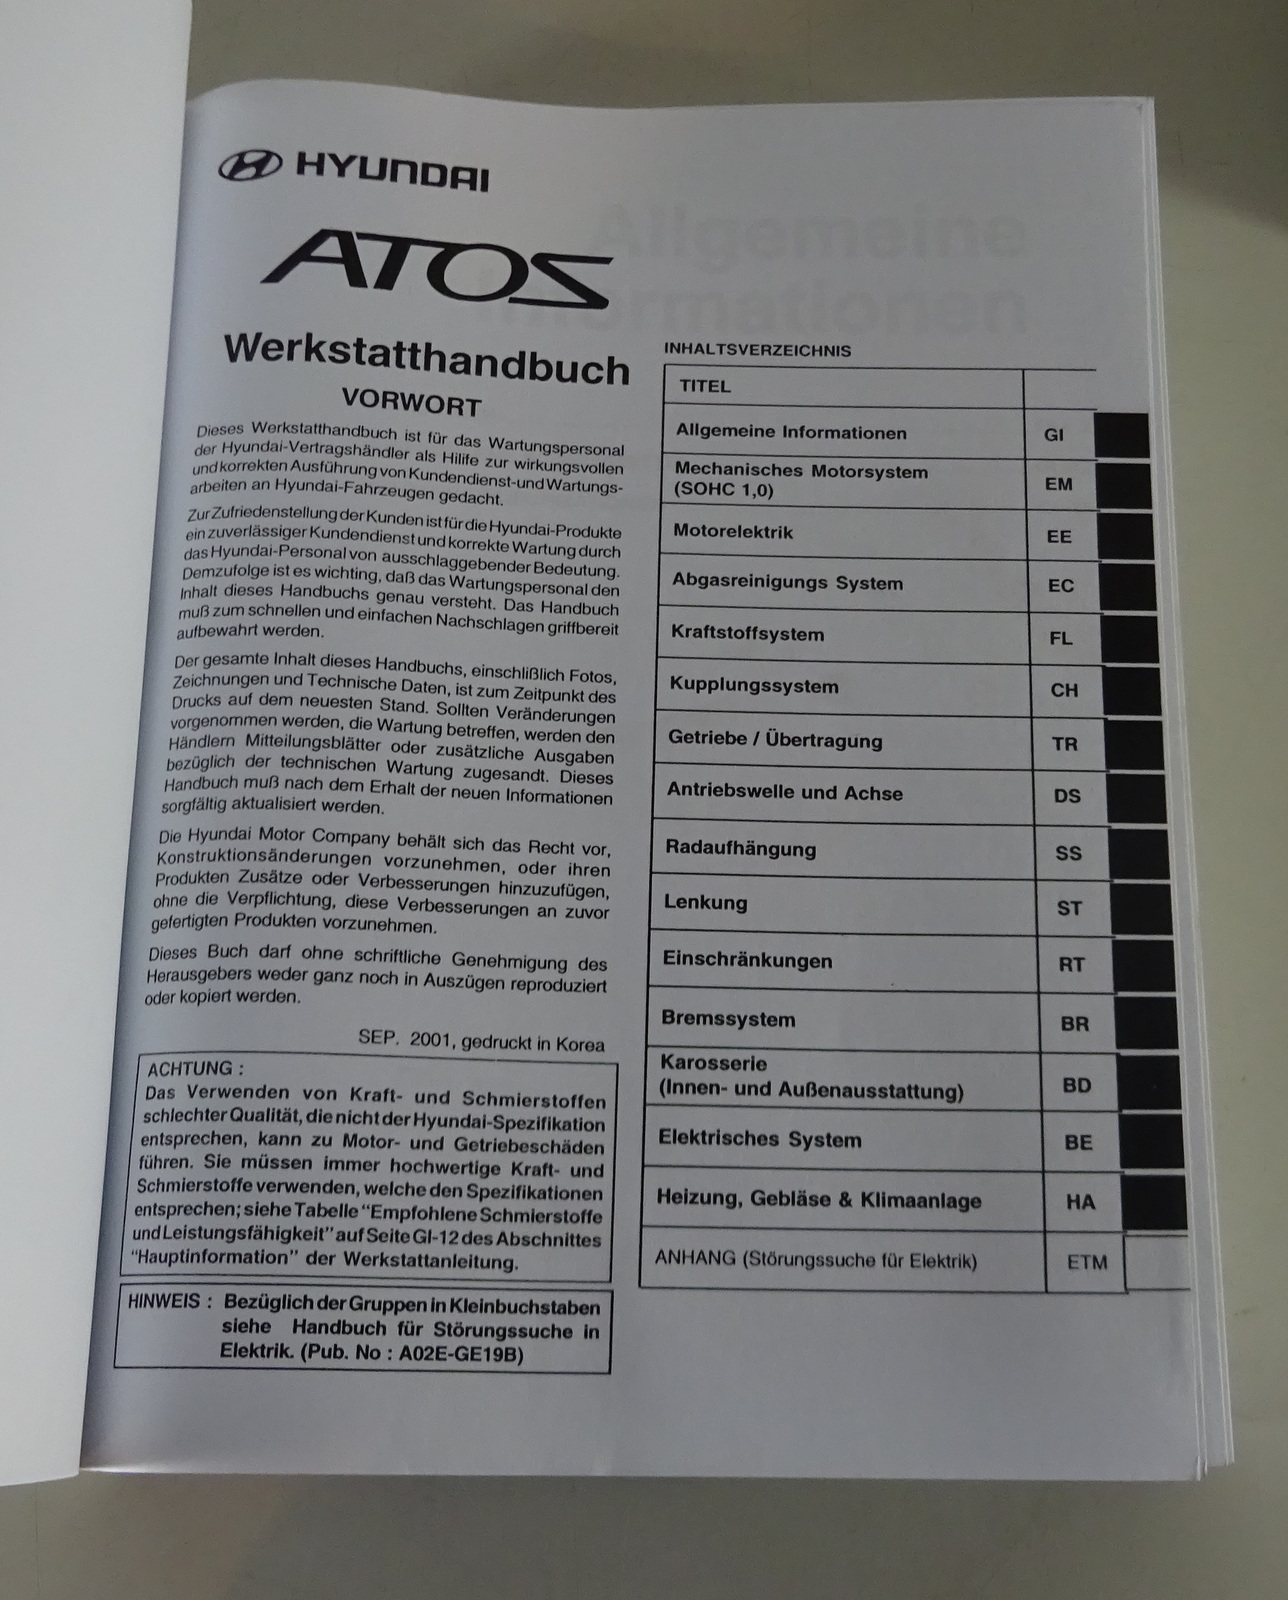 HYUNDAI
ATOS
Werkstatthandbuch
VORWORT
Dieses Werkstatthandbuch ist für das Wartungspersonal
der Hyundai-Vertragshändler als Hilife zur wirkungsvollen
und korrekten Ausführung von Kundendienst-und Wartungs-
arbeiten an Hyundai-Fahrzeugen gedacht.
Zur Zufriedenstellung der Kunden ist für die Hyundai-Produkte
ein zuverlässiger Kundendienst und korrekte Wartung durch
das Hyundai-Personal von ausschlaggebender Bedeutung.
Demzufolge ist es wichting, daß das Wartungspersonal den
Inhalt dieses Handbuchs genau versteht. Das Handbuch
muß zum schnellen und einfachen Nachschlagen griffbereit
aufbewahrt werden.
Der gesamte Inhalt dieses Handbuchs, einschlißlich Fotos,
Zeichnungen und Technische Daten, ist zum Zeitpunkt des
Drucks auf dem neuesten Stand. Sollten Veränderungen
vorgenommen werden, die Wartung betreffen, werden den
Händlern Mitteilungsblätter oder zusätzliche Ausgaben
bezüglich der technischen Wartung zugesandt. Dieses
Handbuch muß nach dem Erhalt der neuen Informationen
sorgfältig aktualisiert werden.
Die Hyundai Motor Company behält sich das Recht vor,
Konstruktionsänderungen vorzunehmen, oder ihren
Produkten Zusätze oder Verbesserungen hinzuzufügen,
ohne die Verpflichtung, diese Verbesserungen an zuvor
gefertigten Produkten vorzunehmen.
Dieses Buch darf ohne schriftliche Genehmigung des
Herausgebers weder ganz noch in Auszügen reproduziert
oder kopiert werden.
SEP. 2001, gedruckt in Korea
ACHTUNG :
Das Verwenden von Kraft- und Schmierstoffen
schlechter Qualität, die nicht der Hyundai-Spezifikation
entsprechen, kann zu Motor- und Getriebeschäden
führen. Sie müssen immer hochwertige Kraft- und
Schmierstoffe verwenden, welche den Spezifikationen
entsprechen; siehe Tabelle "Empfohlene Schmierstoffe
und Leistungsfähigkeit" auf Seite GI-12 des Abschnittes
"Hauptinformation" der Werkstattanleitung.
HINWEIS : Bezüglich der Gruppen in Kleinbuchstaben
siehe Handbuch für Störungssuche in
Elektrik. (Pub. No : A02E-GE19B)
Allgemeine
Informationen
INHALTSVERZEICHNIS
TITEL
Allgemeine Informationen GI
Mechanisches Motorsystem
(SOHC 1,0) EM
Motorelektrik EE
Abgasreinigungs System EC
Kraftstoffsystem FL
Kupplungssystem CH
Getriebe / Übertragung TR
Antriebswelle und Achse DS
Radaufhängung SS
Lenkung ST
Einschränkungen RT
Bremssystem BR
Karosserie
(Innen- und Außenausstattung) BD
Elektrisches System BE
Heizung, Gebläse & Klimaanlage HA
ANHANG (Störungssuche für Elektrik) ETM